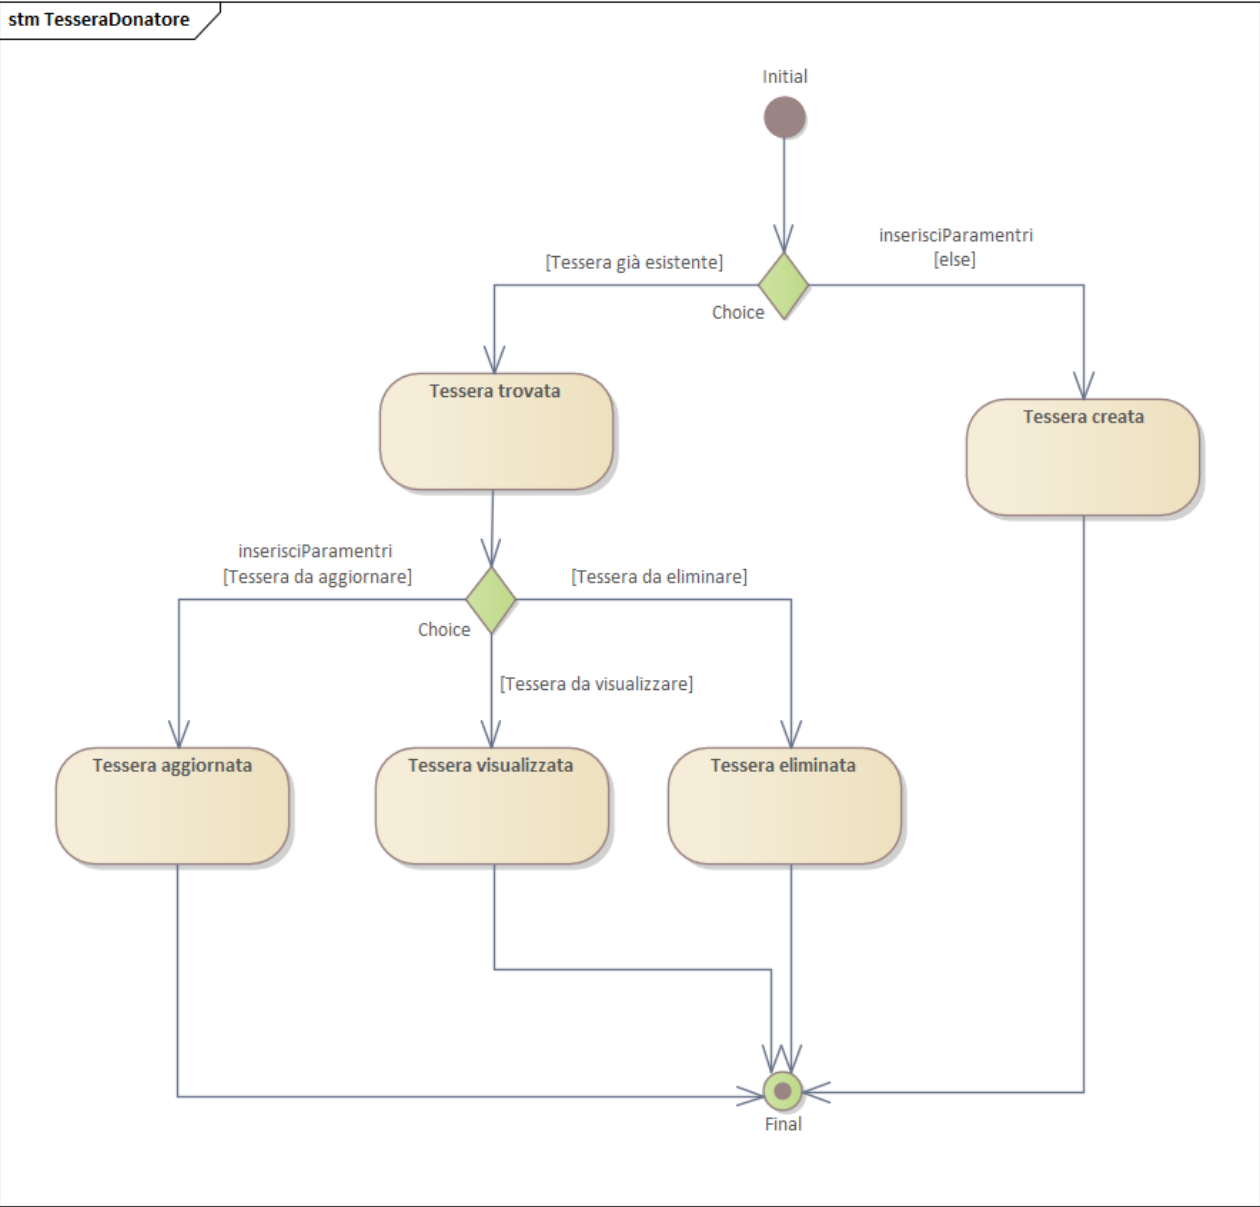 stm TesseraDonatore
Initial
inserisciParamentri
[else]
[Tessera già esistente]
Choice
Tessera trovata
Tessera creata
inserisciParamentri
[Tessera da aggiornare]
[Tessera da eliminare]
Choice
[Tessera da visualizzare]
Tessera aggiornata
Tessera visualizzata
Tessera eliminata
Final